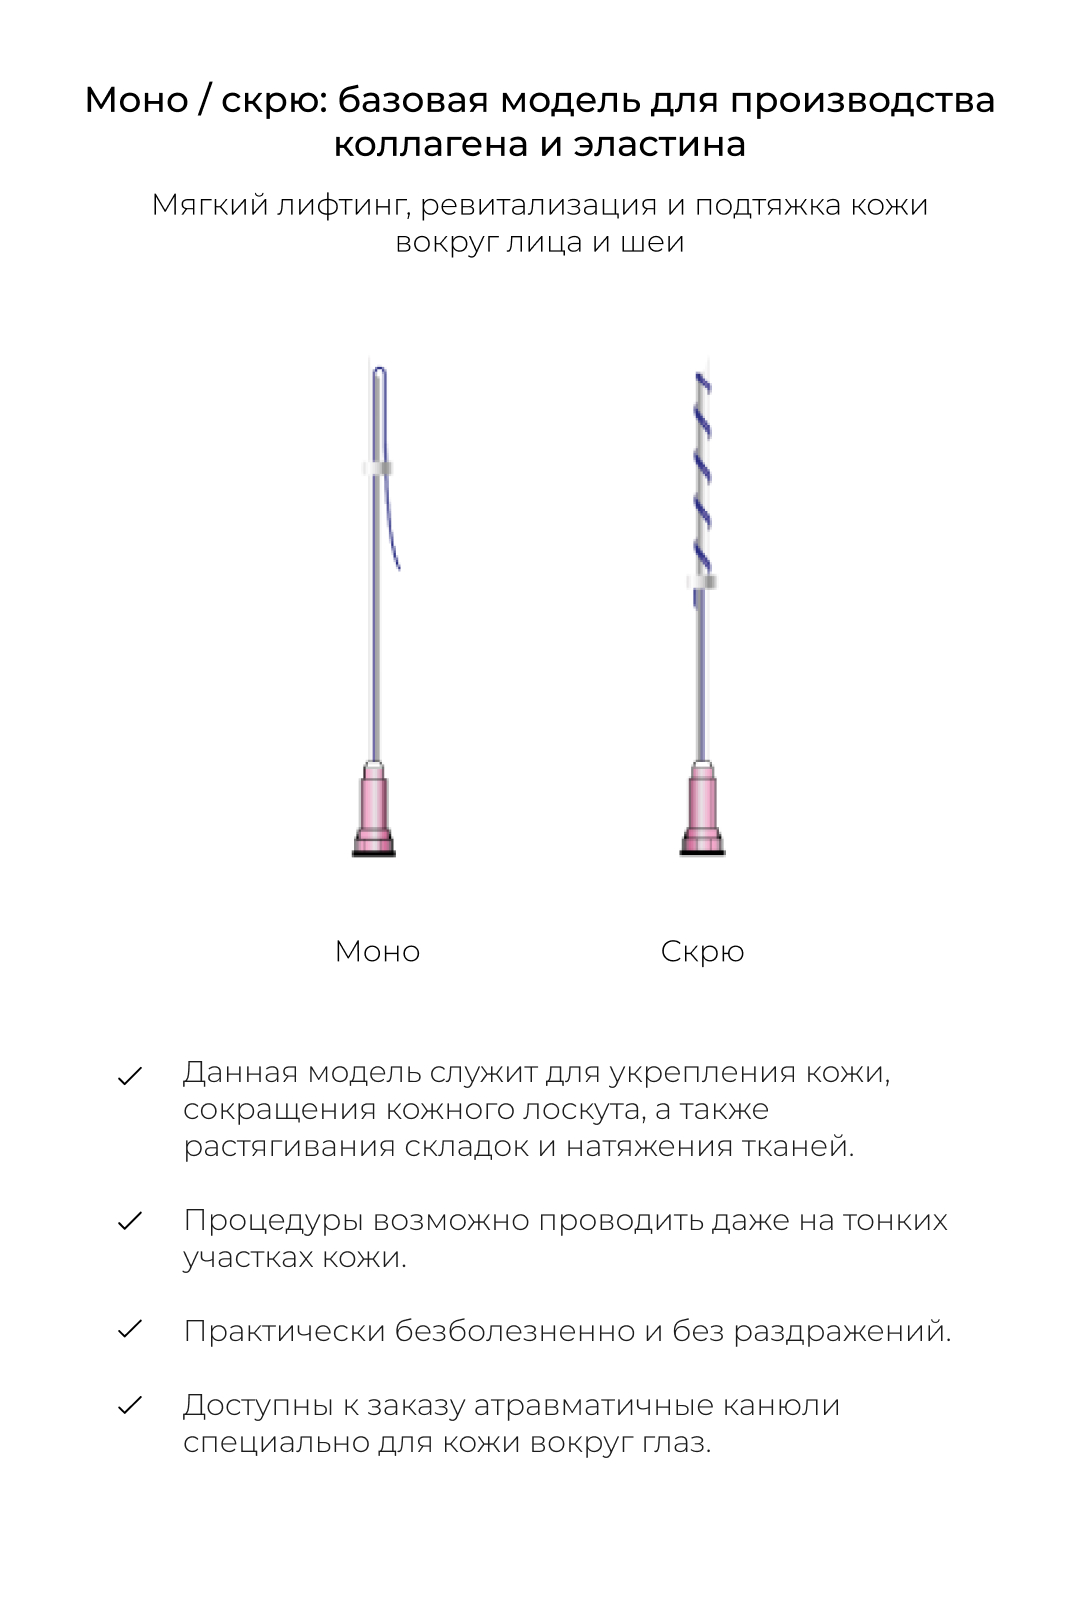 Моно / скрю: базовая модель для производства
коллагена и эластина
Мягкий лифтинг, ревитализация и подтяжка кожи
вокруг лица и шеи
Моно
Скрю
Данная модель служит для укрепления кожи,
сокращения кожного лоскута, а также
растягивания складок и натяжения тканей.
Процедуры возможно проводить даже на тонких
участках кожи.
Практически безболезненно и без раздражений.
Доступны к заказу атравматичные канюли
специально для кожи вокруг глаз.